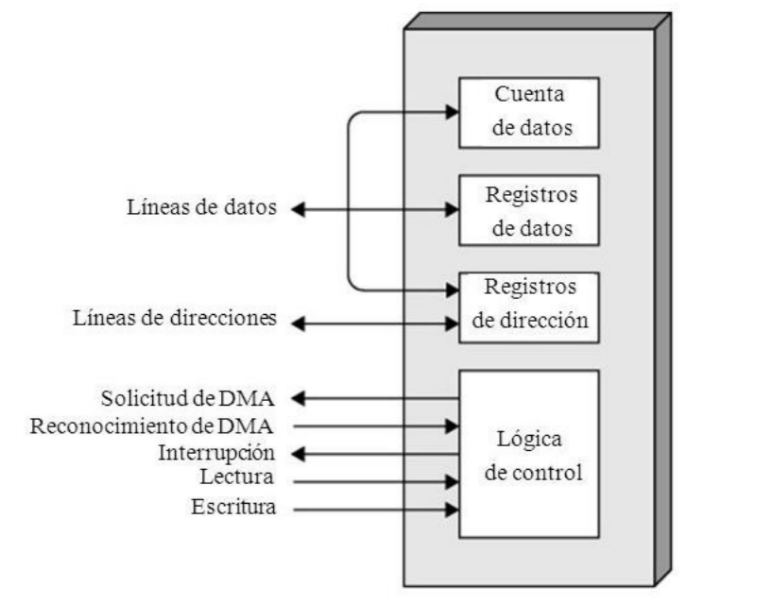 Cuenta
de datos
Líneas de datos
Registros
de datos
Registros
de dirección
Líneas de direcciones
Solicitud de DMA
Reconocimiento de DMA
Interrupción
Lectura
Escritura
Lógica
de control